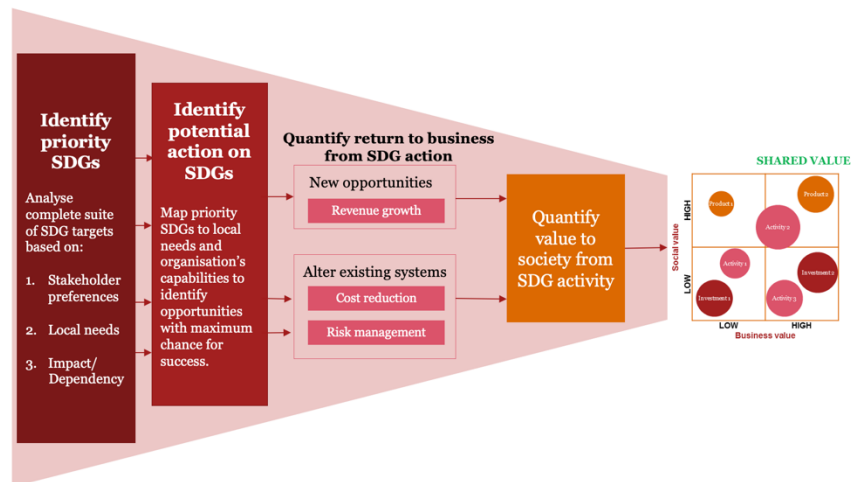 Identify
priority
SDGs
Analyse
complete suite
of SDG targets
based on:
1. Stakeholder
preferences
2. Local needs
3. Impact/
Dependency
Identify
potential
action on
SDGs
Map priority
SDGs to local
needs and
organisation's
capabilities to
identify
opportunities
with maximum
chance for
success.
Quantify return to business
from SDG action
New opportunities
Revenue growth
Alter existing systems
Cost reduction
Risk management
Quantify
value to
society from
SDG activity
SHARED VALUE
Social value
HIGH
LOW
Product 1
Product 2
Activity 2
Activity 1
Investment 2
Investment 1
Activity 3
LOW
HIGH
Business value